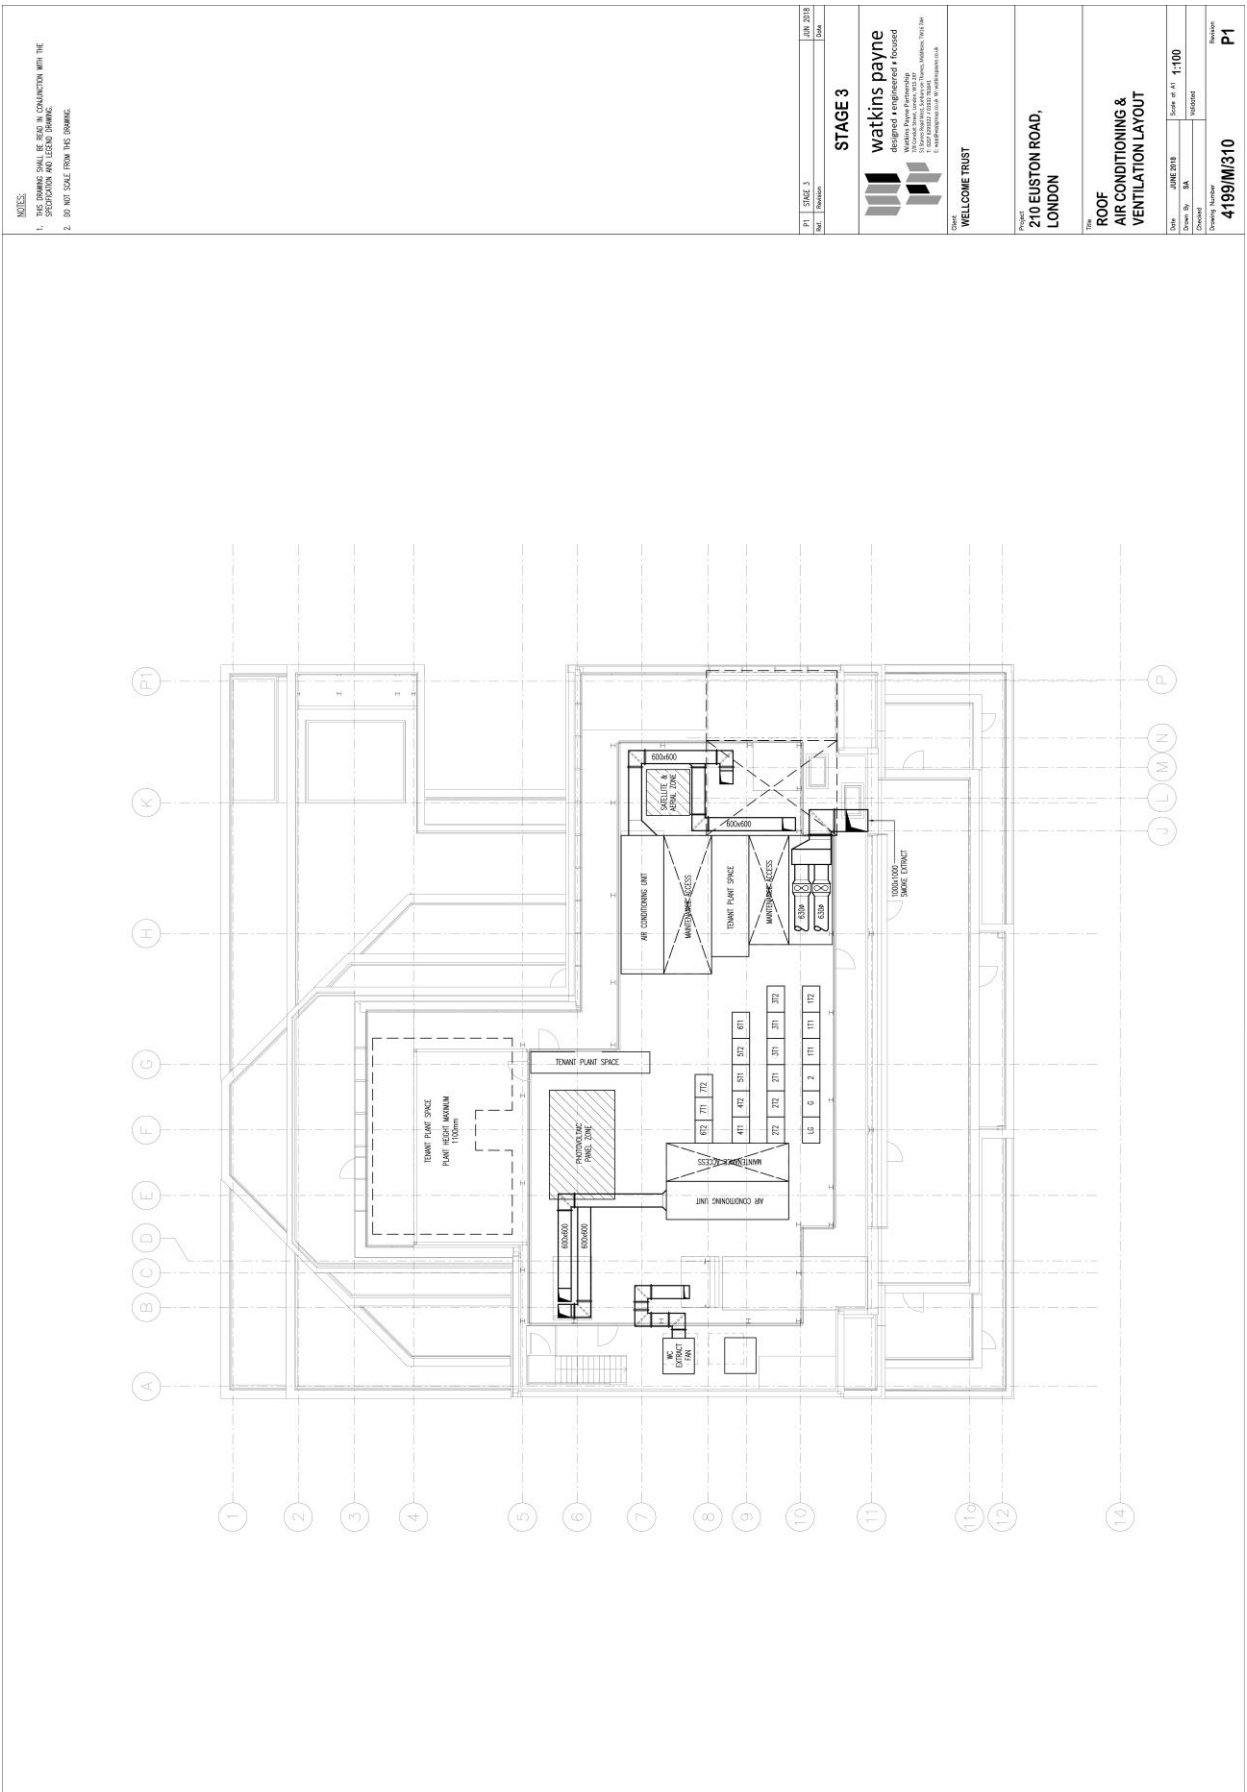 NOTES:
1. THIS DRAWING SHALL BE READ IN CONJUNCTION WITH THE
SPECIFICATION AND LEGEND DRAWING.
2. DO NOT SCALE FROM THIS DRAWING.
P1 STAGE 3 JUN 2018
Ref. Revision Date
STAGE 3
watkins payne
designed • engineered • focused
Watkins Payne Partnership
Client
WELLCOME TRUST
Project
210 EUSTON ROAD,
LONDON
Title
ROOF
AIR CONDITIONING &
VENTILATION LAYOUT
Date JUNE 2018
Scale at A1 1:100
Drawn By SA
Validated
Checked
Drawing Number
4199/M/310
Revision
P1
P1
K
H
G
F
E
D
C
B
A
P
N
M
L
J
1
2
3
4
5
6
7
8
9
10
11
11a
12
14
600x600
SATELLITE &
AERIAL ZONE
600x600
AIR CONDITIONING UNIT
MAINTENANCE ACCESS
TENANT PLANT SPACE
MAINTENANCE ACCESS
630ø
630ø
1000x1000
SMOKE EXTRACT
TENANT PLANT SPACE
TENANT PLANT SPACE
PLANT HEIGHT MAXIMUM
1100mm
PHOTOVOLTAIC
PANEL ZONE
6T2 7T1 7T2
4T1 4T2 5T1 5T2 6T1
2T2 2T2 2T1 3T1 3T1 3T2
LG G 2 1T1 1T1 1T2
MAINTENANCE ACCESS
AIR CONDITIONING UNIT
600x600
600x600
WC
EXTRACT
FAN